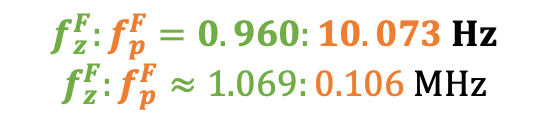 f_z^F: f_p^F = 0.960: 10.073 Hz
f_z^F: f_p^F ≈ 1.069: 0.106 MHz